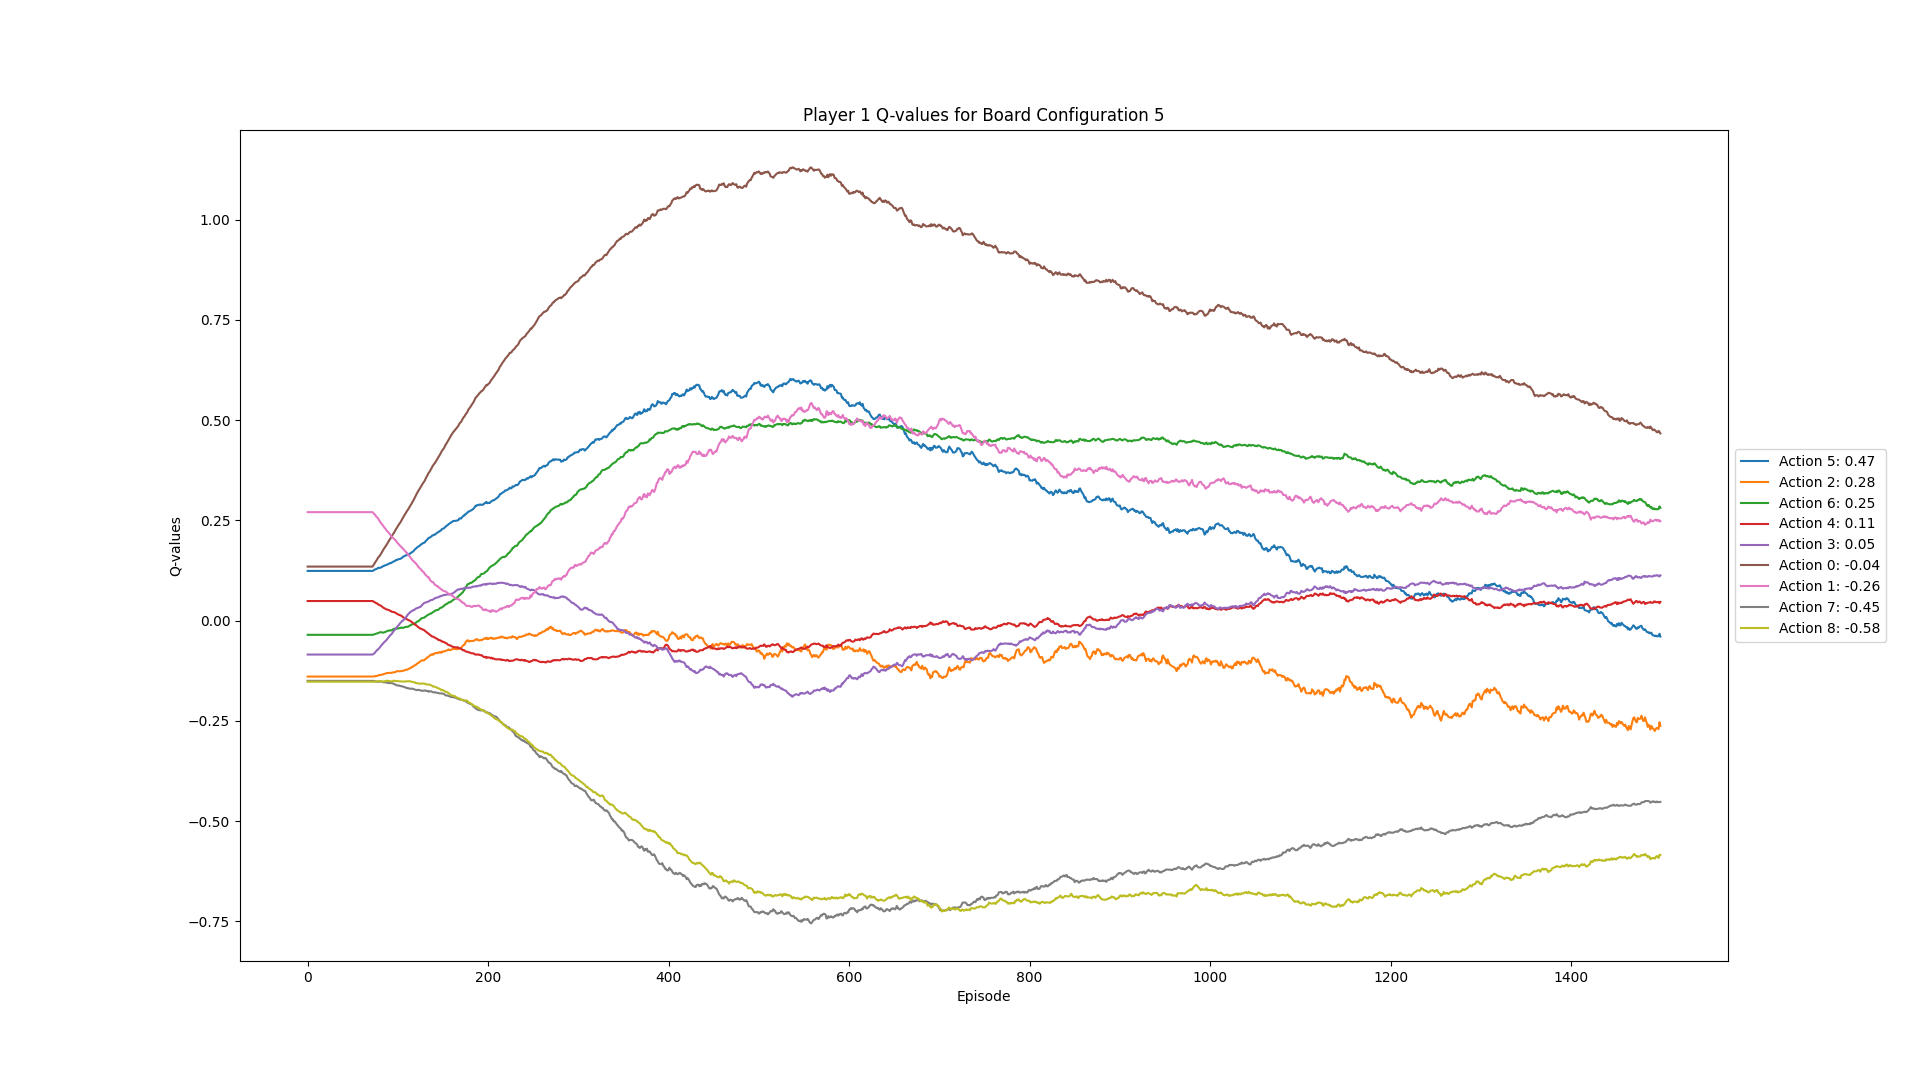 Player 1 Q-values for Board Configuration 5
1.00
0.75
0.50
0.25
0.00
−0.25
−0.50
−0.75
Q-values
0 200 400 600 800 1000 1200 1400
Episode
Action 5: 0.47
Action 2: 0.28
Action 6: 0.25
Action 4: 0.11
Action 3: 0.05
Action 0: -0.04
Action 1: -0.26
Action 7: -0.45
Action 8: -0.58